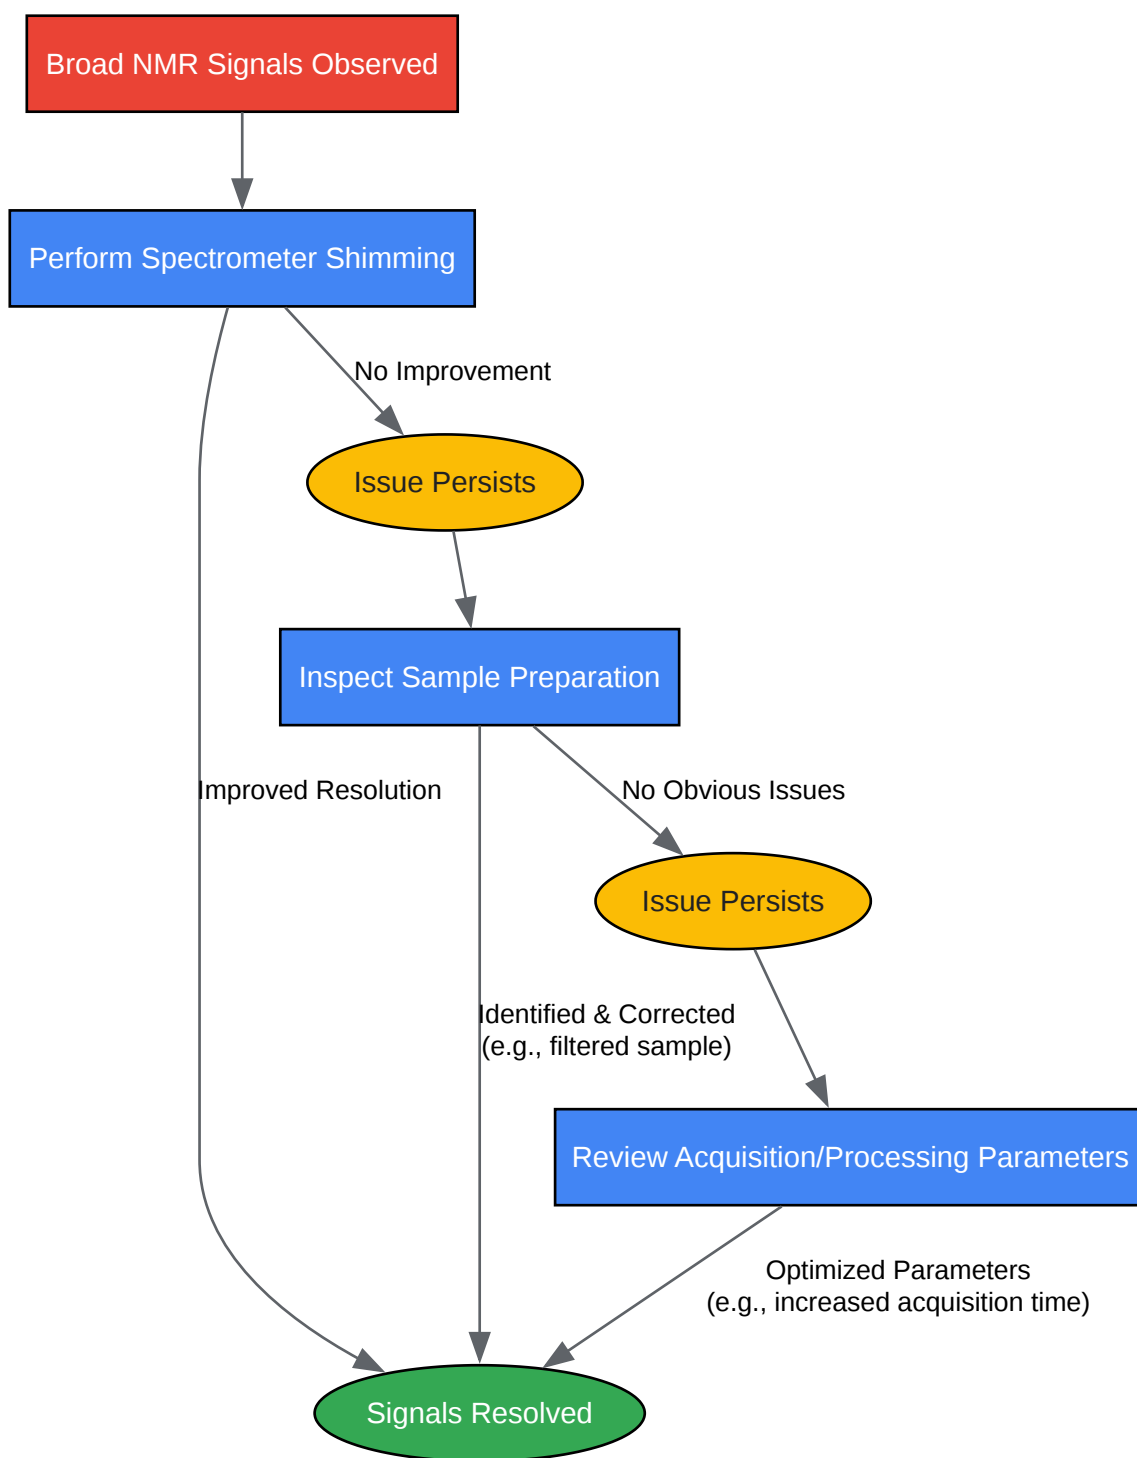 Broad NMR Signals Observed
Perform Spectrometer Shimming
No Improvement
Issue Persists
Inspect Sample Preparation
Improved Resolution
No Obvious Issues
Issue Persists
Identified & Corrected
(e.g., filtered sample)
Review Acquisition/Processing Parameters
Optimized Parameters
(e.g., increased acquisition time)
Signals Resolved